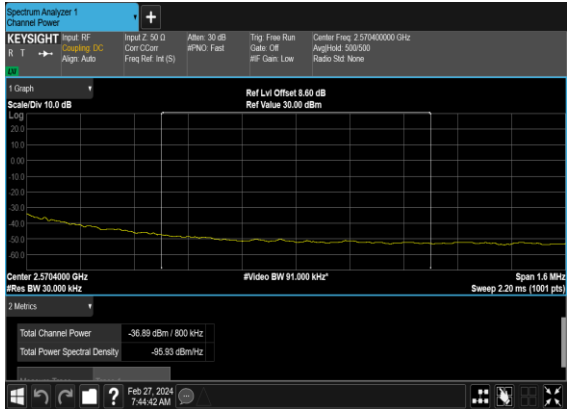 Spectrum Analyzer 1
Channel Power
+
KEYSIGHT
R T
LXI
Input: RF
Coupling: DC
Align: Auto
Input Z: 50 Ω
Corr CCorr
Freq Ref: Int (S)
Atten: 30 dB
#PNO: Fast
Trig: Free Run
Gate: Off
#IF Gain: Low
Center Freq: 2.570400000 GHz
Avg|Hold: 500/500
Radio Std: None
1 Graph
Scale/Div 10.0 dB
Ref Lvl Offset 8.60 dB
Ref Value 30.00 dBm
Log
20.0
10.0
0.00
-10.0
-20.0
-30.0
-40.0
-50.0
-60.0
Center 2.5704000 GHz
#Res BW 30.000 kHz
#Video BW 91.000 kHz*
Span 1.6 MHz
Sweep 2.20 ms (1001 pts)
2 Metrics
Total Channel Power -36.89 dBm / 800 kHz
Total Power Spectral Density -95.93 dBm/Hz
?
Feb 27, 2024
7:44:42 AM